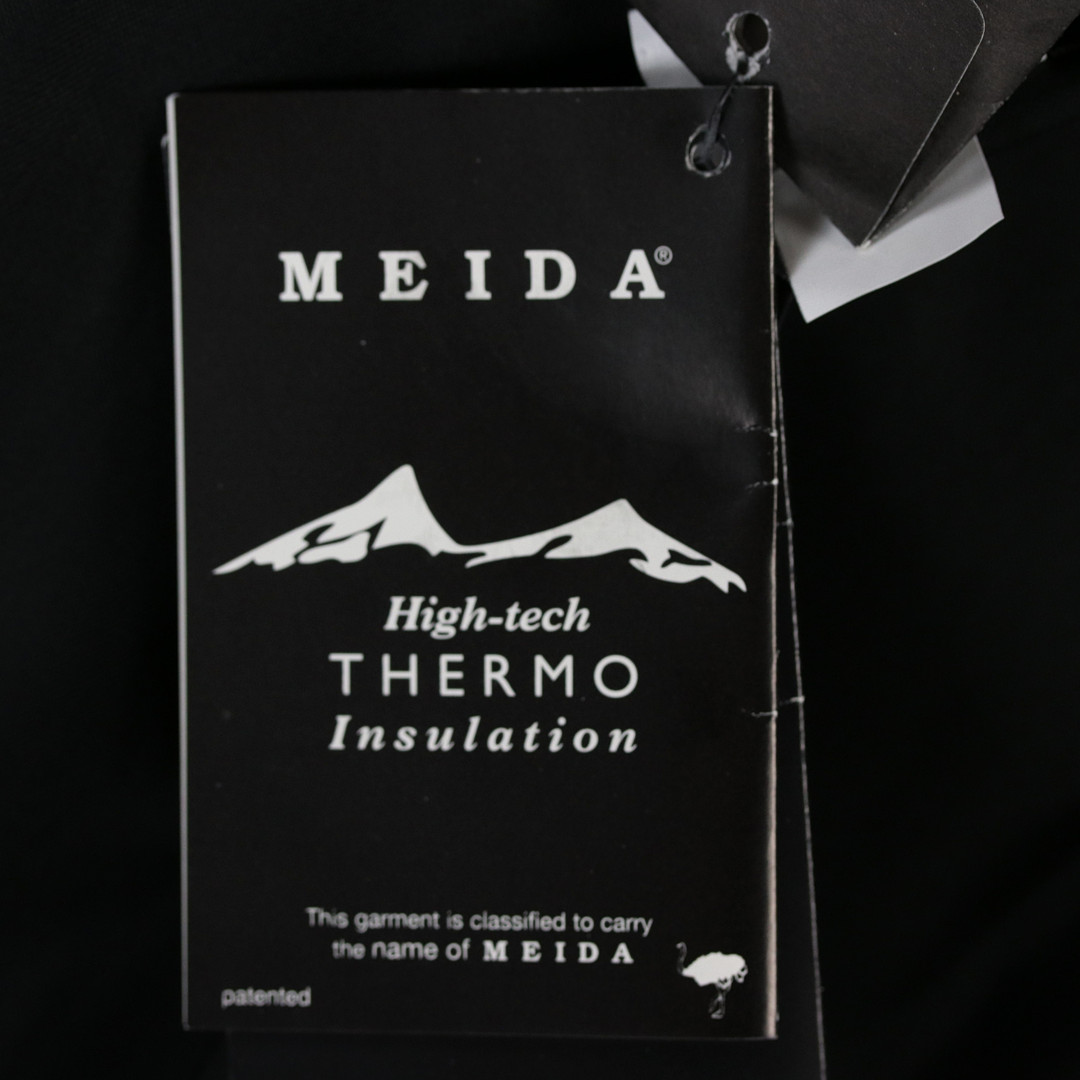 MEIDA®
High-tech
THERMO
Insulation
This garment is classified to carry
the name of MEIDA
patented